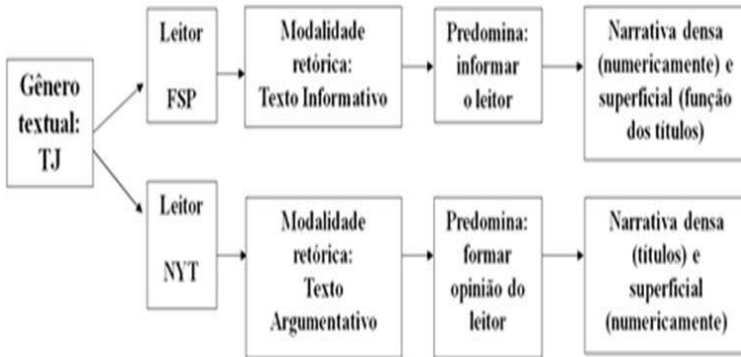 Gênero
textual:
TJ
Leitor
FSP
Modalidade
retórica:
Texto Informativo
Predomina:
informar
o leitor
Narrativa densa
(numericamente) e
superficial (função
dos títulos)
Leitor
NYT
Modalidade
retórica:
Texto
Argumentativo
Predomina:
formar
opinião do
leitor
Narrativa densa
(títulos) e
superficial
(numericamente)